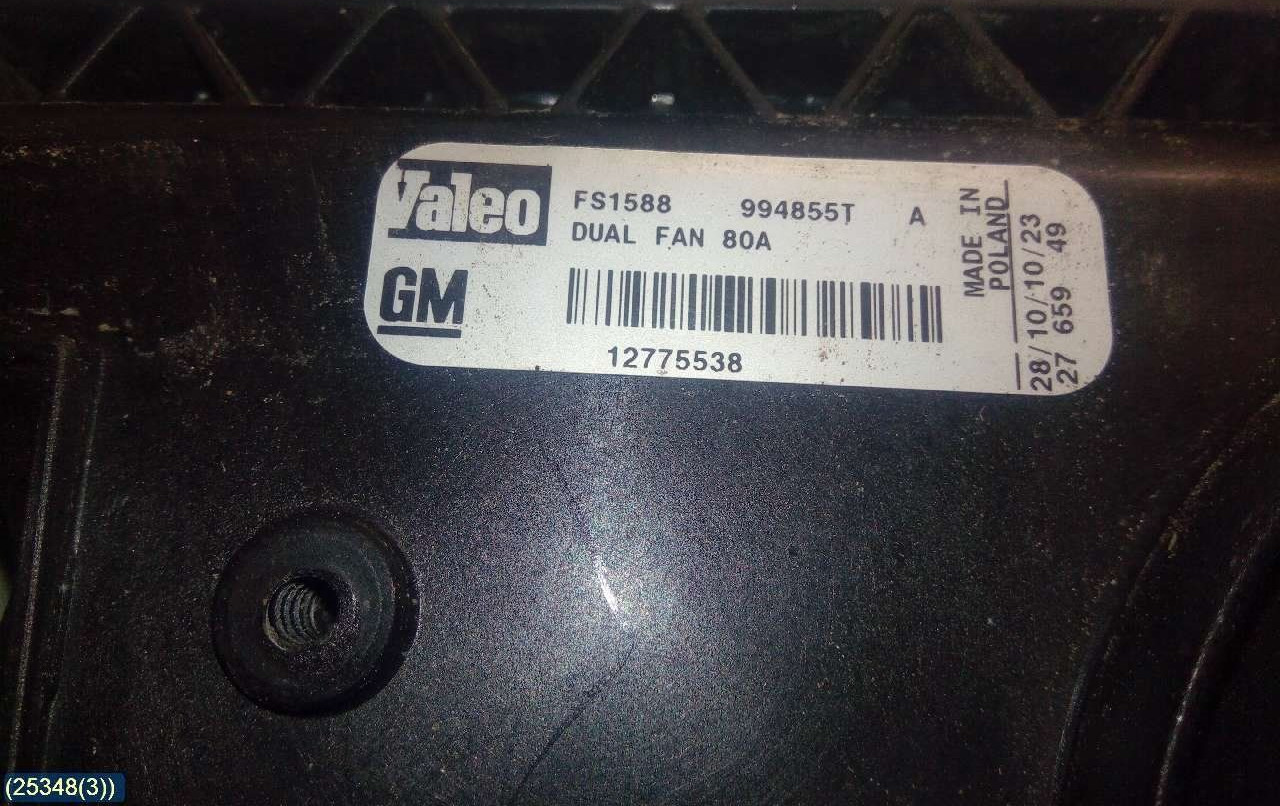 Valeo
FS1588 994855T A
DUAL FAN 80A
GM
12775538
MADE IN
POLAND
28/10/10/23
27 659 49
(25348(3))